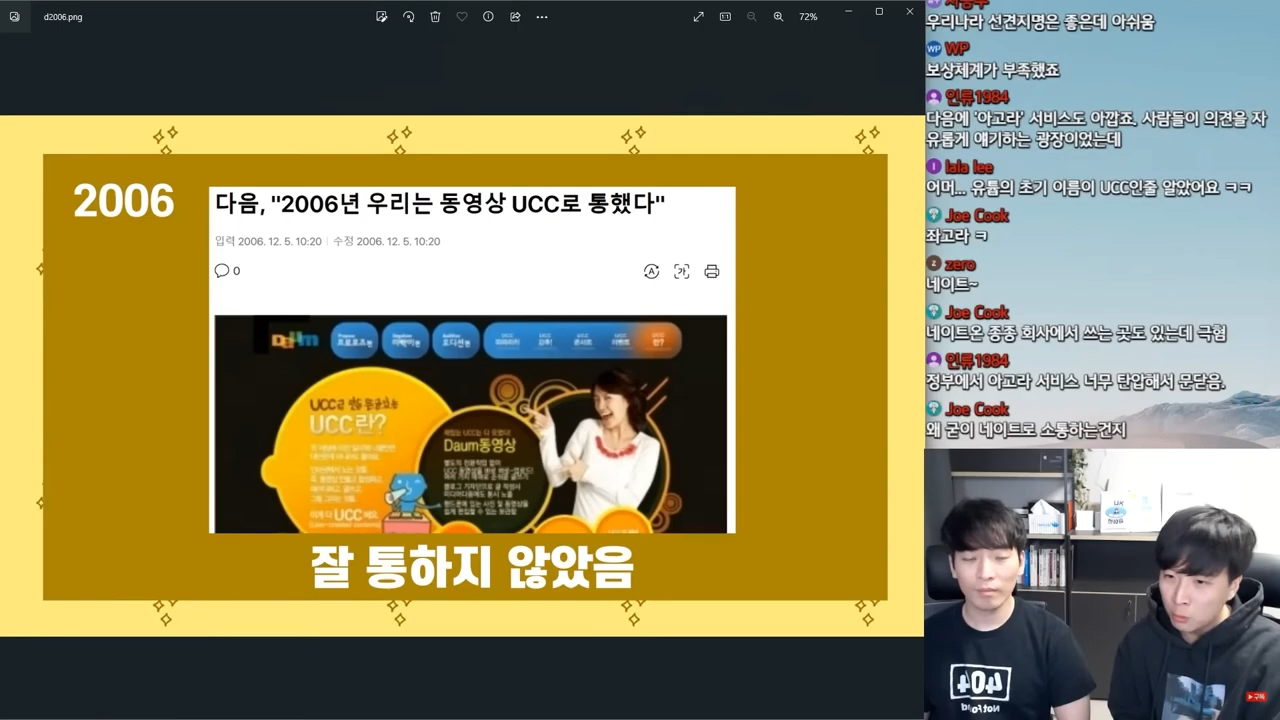 d2006.png
72%
2006
다음, "2006년 우리는 동영상 UCC로 통했다"
입력 2006. 12. 5. 10:20 | 수정 2006. 12. 5. 10:20
0
Daum
UCC란?
Daum동영상
잘 통하지 않았음
우리나라 선견지명은 좋은데 아쉬움
WP WP
보상체계가 부족했죠
인류1984
다음에 '아고라' 서비스도 아깝죠. 사람들이 의견을 자
유롭게 얘기하는 광장이었는데
lala lee
어머... 유튭의 초기 이름이 UCC인줄 알았어요 ㅋㅋ
Joe Cook
좌고라 ㅋ
z zero
네이트~
Joe Cook
네이트온 종종 회사에서 쓰는 곳도 있는데 극혐
인류1984
정부에서 아고라 서비스 너무 탄압해서 문닫음.
Joe Cook
왜 굳이 네이트로 소통하는건지
404
Not Found
구독